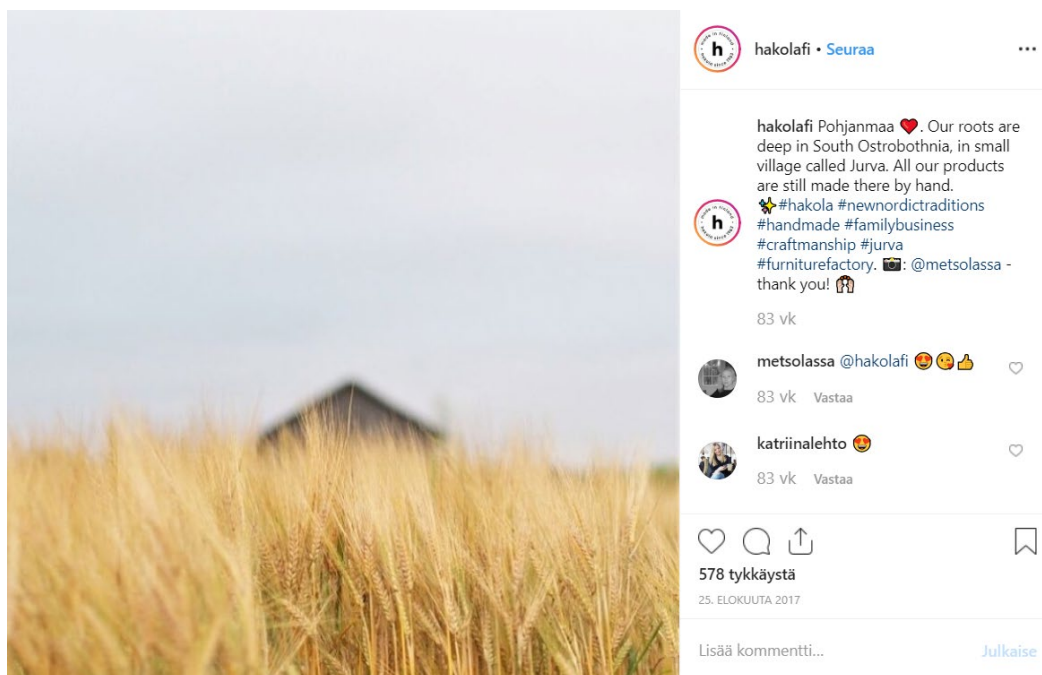 hakolafi • Seuraa
hakolafi Pohjanmaa ❤️. Our roots are
deep in South Ostrobothnia, in small
village called Jurva. All our products
are still made there by hand.
✨#hakola #newnordictraditions
#handmade #familybusiness
#craftmanship #jurva
#furniturefactory. 📸: @metsolassa -
thank you! 🙌
83 vk
metsolassa @hakolafi 😍😘👍
83 vk Vastaa
katriinalehto 😍
83 vk Vastaa
578 tykkäystä
25. ELOKUUTA 2017
Lisää kommentti... Julkaise
h
h